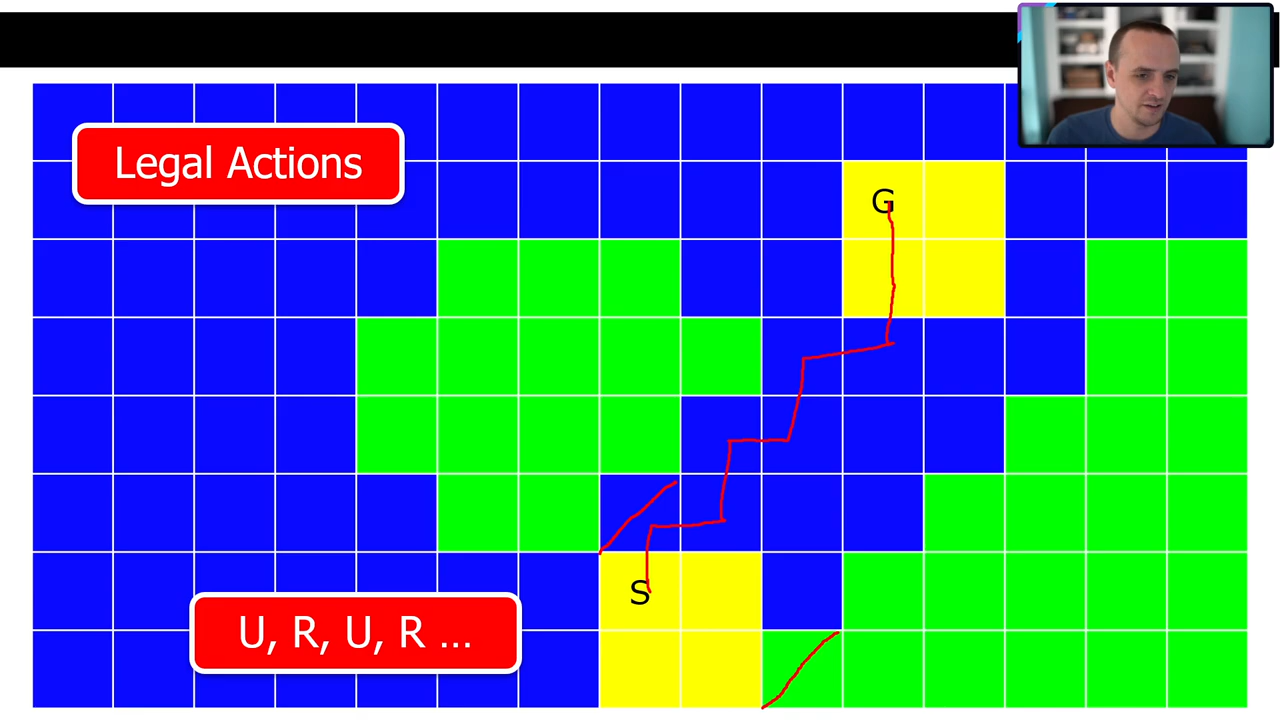 Legal Actions
G
S
U, R, U, R ...